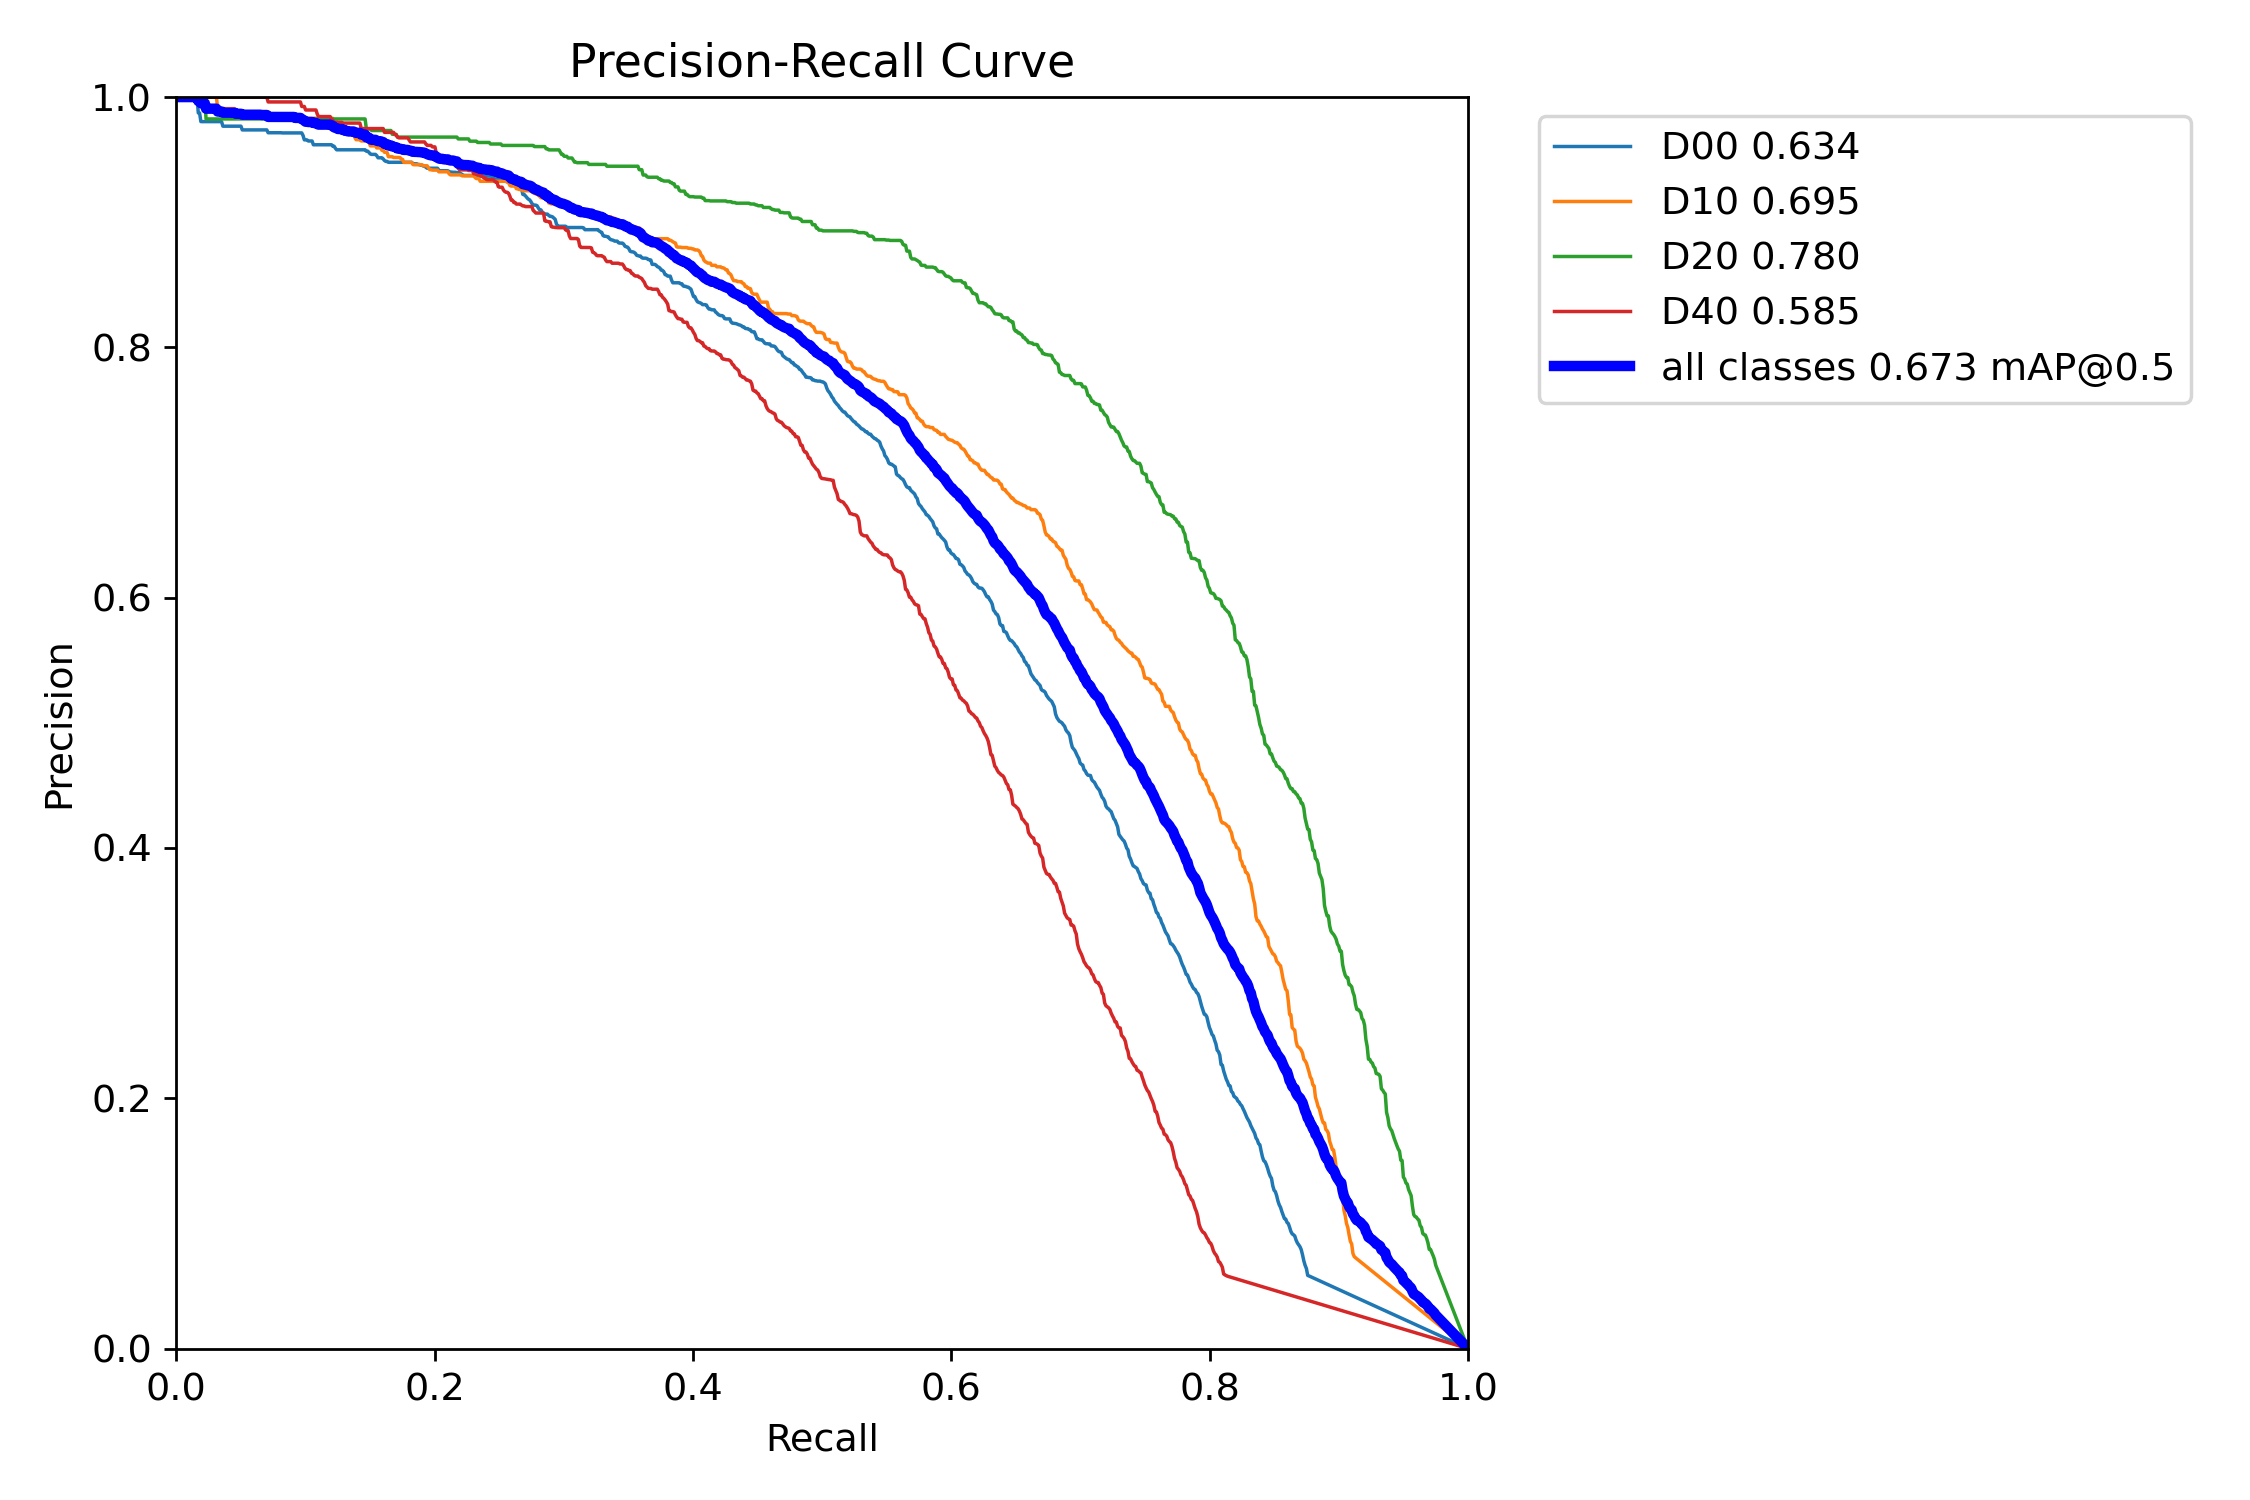 Precision-Recall Curve
1.0
0.8
0.6
0.4
0.2
0.0
Precision
0.0 0.2 0.4 0.6 0.8 1.0
Recall
D00 0.634
D10 0.695
D20 0.780
D40 0.585
all classes 0.673 mAP@0.5